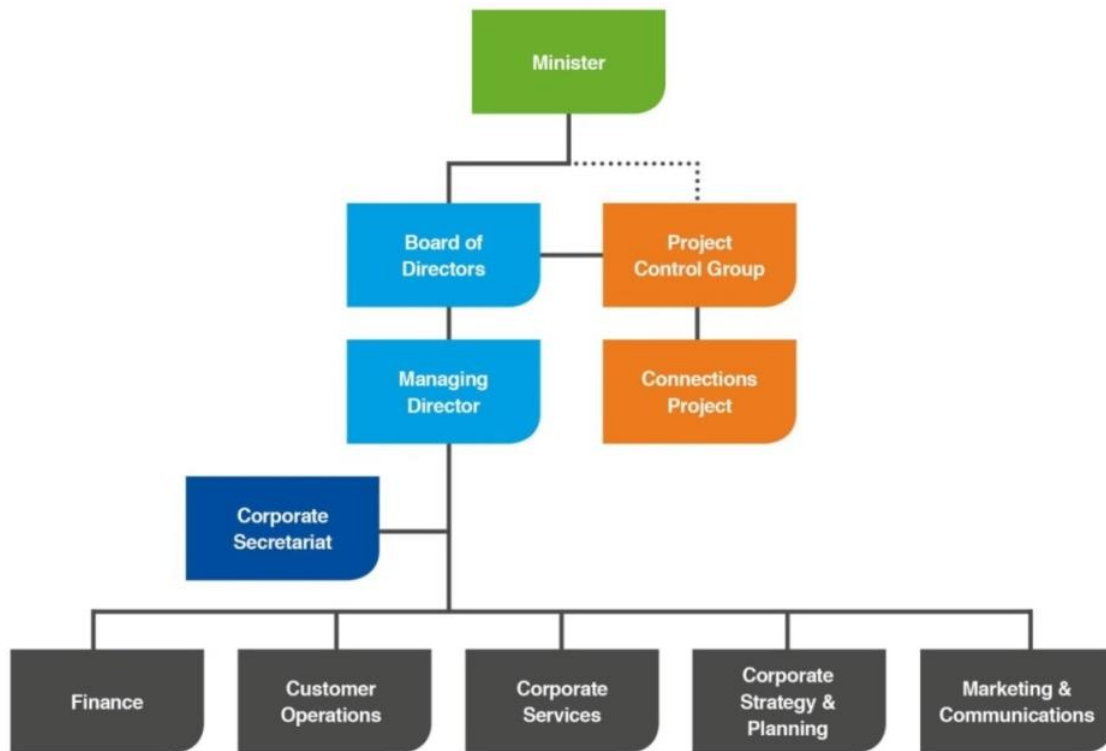 Minister
Board of
Directors
Project
Control Group
Managing
Director
Connections
Project
Corporate
Secretariat
Finance
Customer
Operations
Corporate
Services
Corporate
Strategy &
Planning
Marketing &
Communications